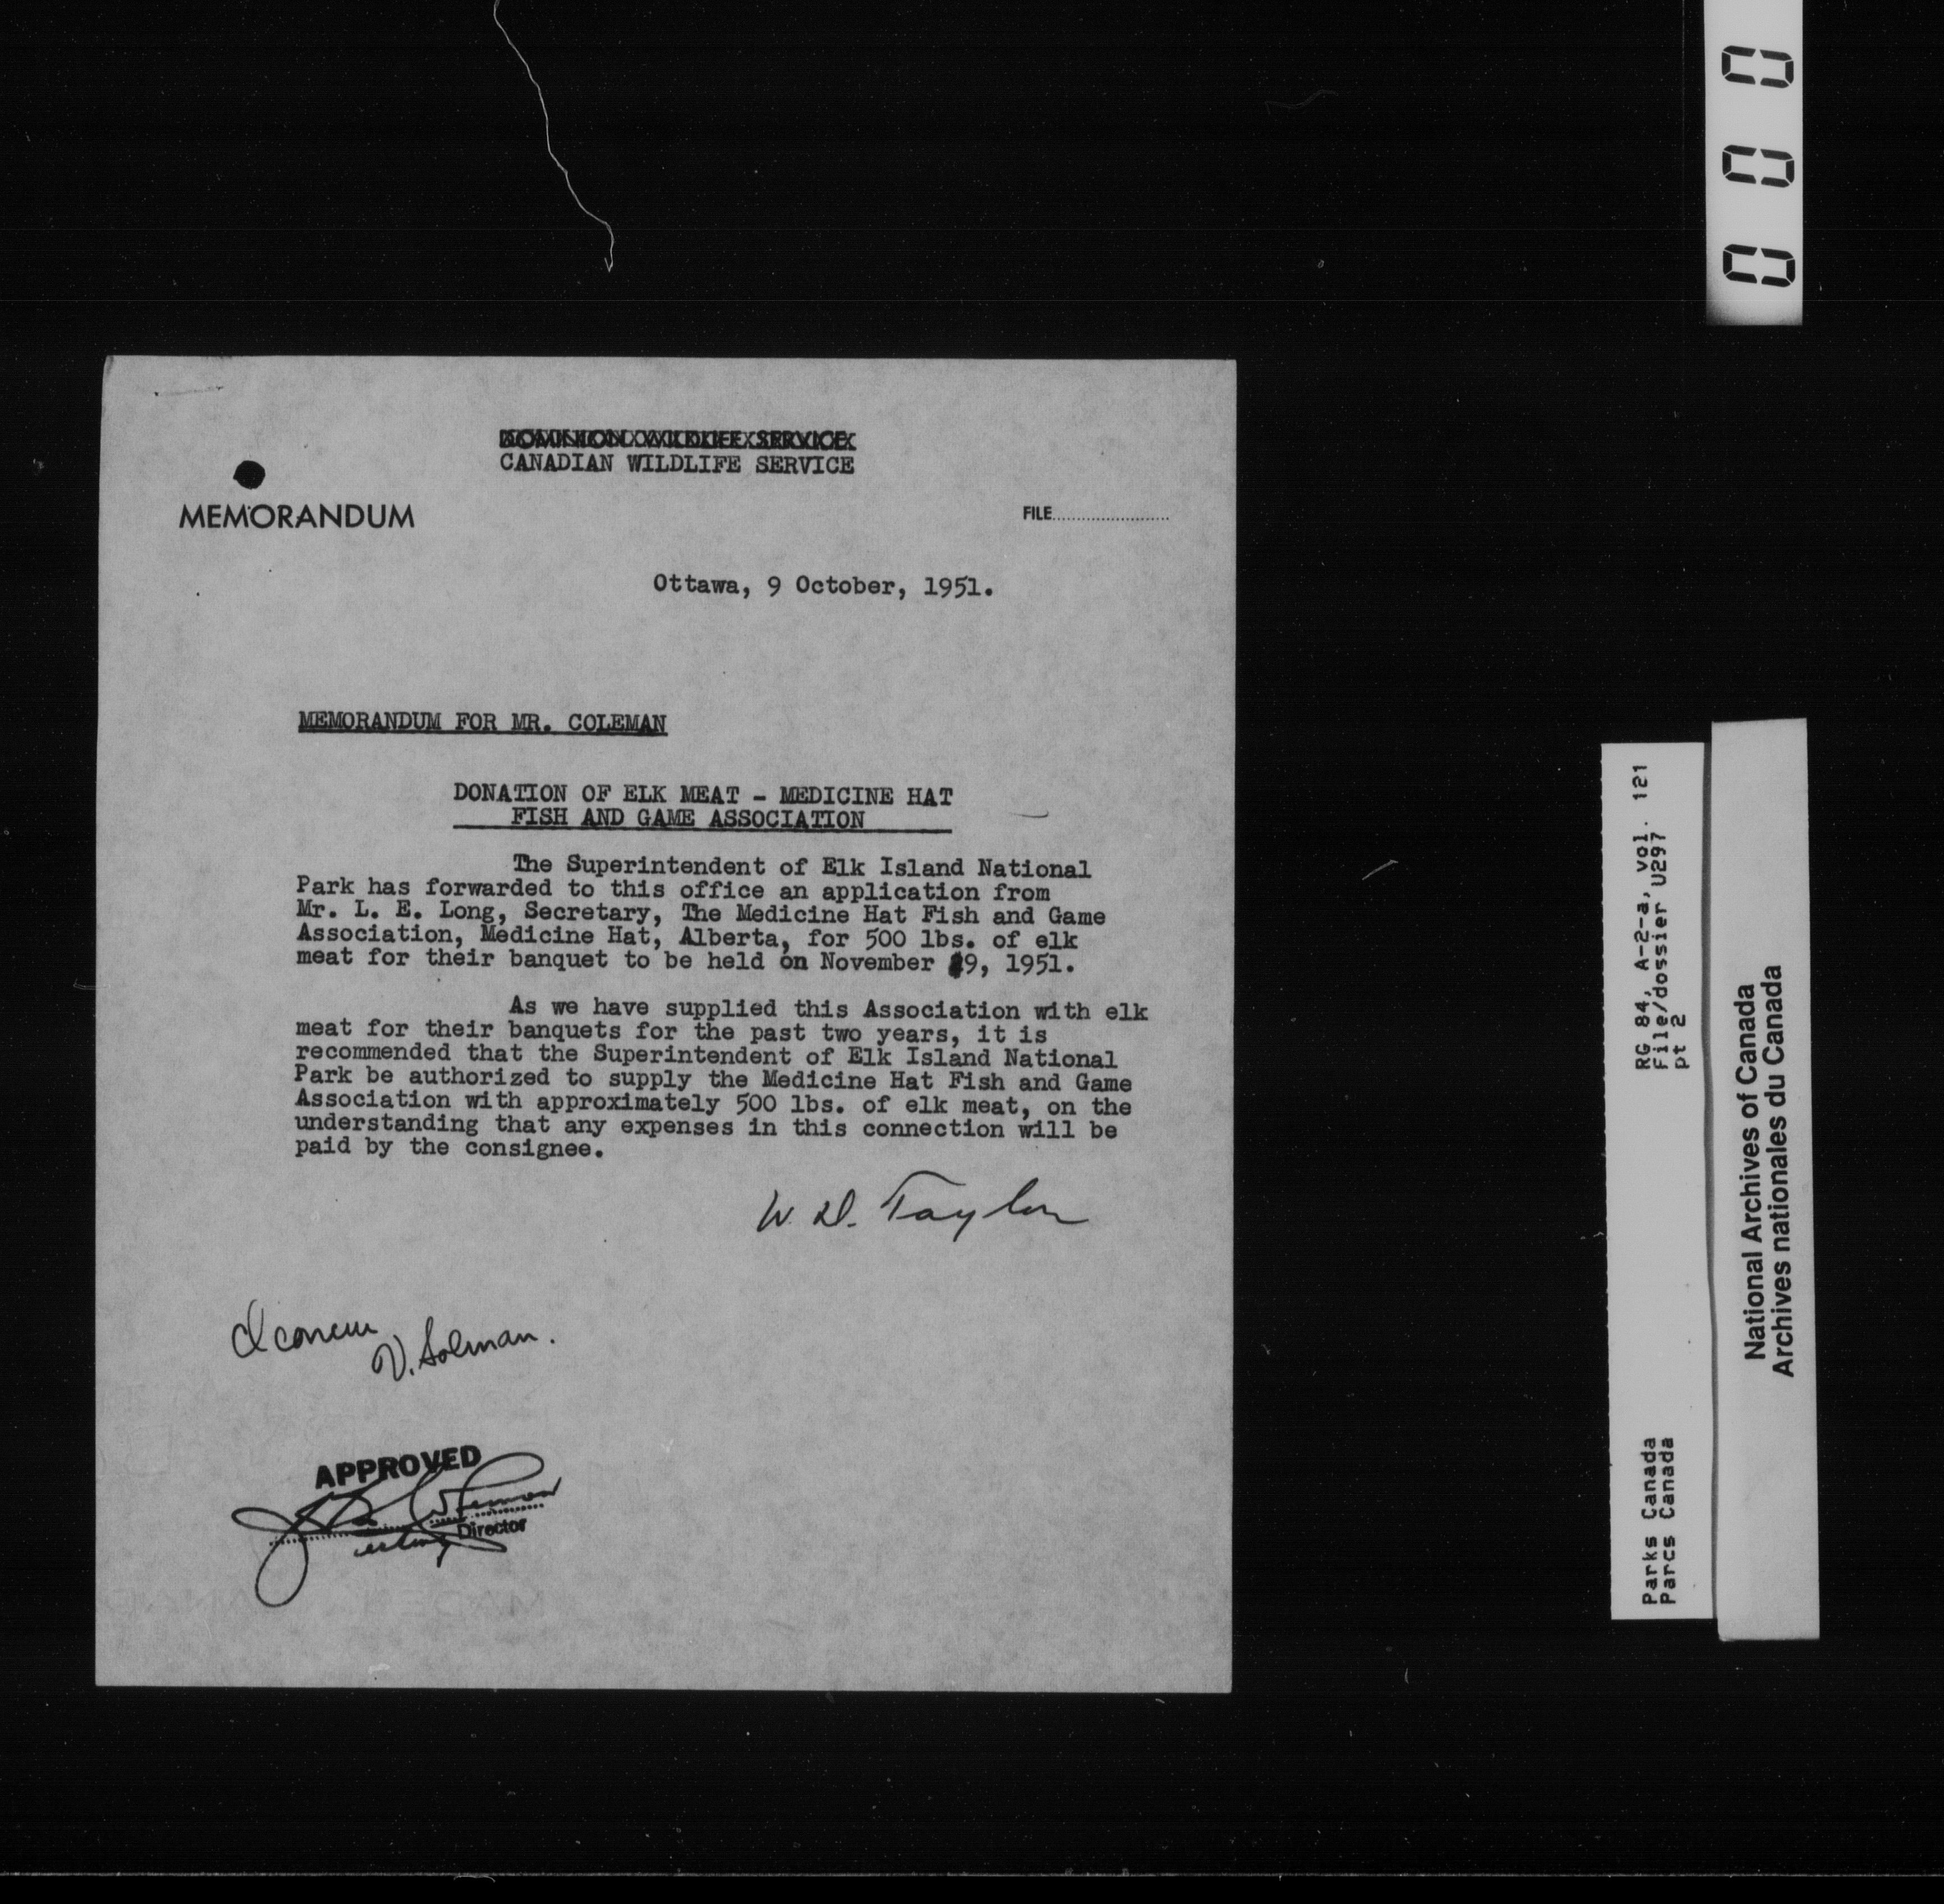 DOMINION WILDLIFE SERVICE
CANADIAN WILDLIFE SERVICE
MEMORANDUM
FILE........................
Ottawa, 9 October, 1951.
MEMORANDUM FOR MR. COLEMAN
DONATION OF ELK MEAT - MEDICINE HAT
FISH AND GAME ASSOCIATION
The Superintendent of Elk Island National
Park has forwarded to this office an application from
Mr. L. E. Long, Secretary, The Medicine Hat Fish and Game
Association, Medicine Hat, Alberta, for 500 lbs. of elk
meat for their banquet to be held on November 9, 1951.
As we have supplied this Association with elk
meat for their banquets for the past two years, it is
recommended that the Superintendent of Elk Island National
Park be authorized to supply the Medicine Hat Fish and Game
Association with approximately 500 lbs. of elk meat, on the
understanding that any expenses in this connection will be
paid by the consignee.
W. D. Taylor
I concur
V. Solman.
APPROVED
Coleman
acting Director
000
RG 84, A-2-a, vol. 121
File/dossier U297
pt 2
Parks Canada
Parcs Canada
National Archives of Canada
Archives nationales du Canada